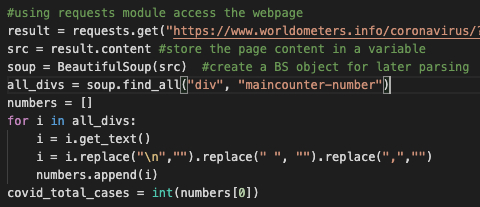 #using requests module access the webpage
result = requests.get("https://www.worldometers.info/coronavirus/?
src = result.content #store the page content in a variable
soup = BeautifulSoup(src)  #create a BS object for later parsing
all_divs = soup.find_all("div", "maincounter-number")
numbers = []
for i in all_divs:
    i = i.get_text()
    i = i.replace("\n","").replace(" ", "").replace(",","")
    numbers.append(i)
covid_total_cases = int(numbers[0])